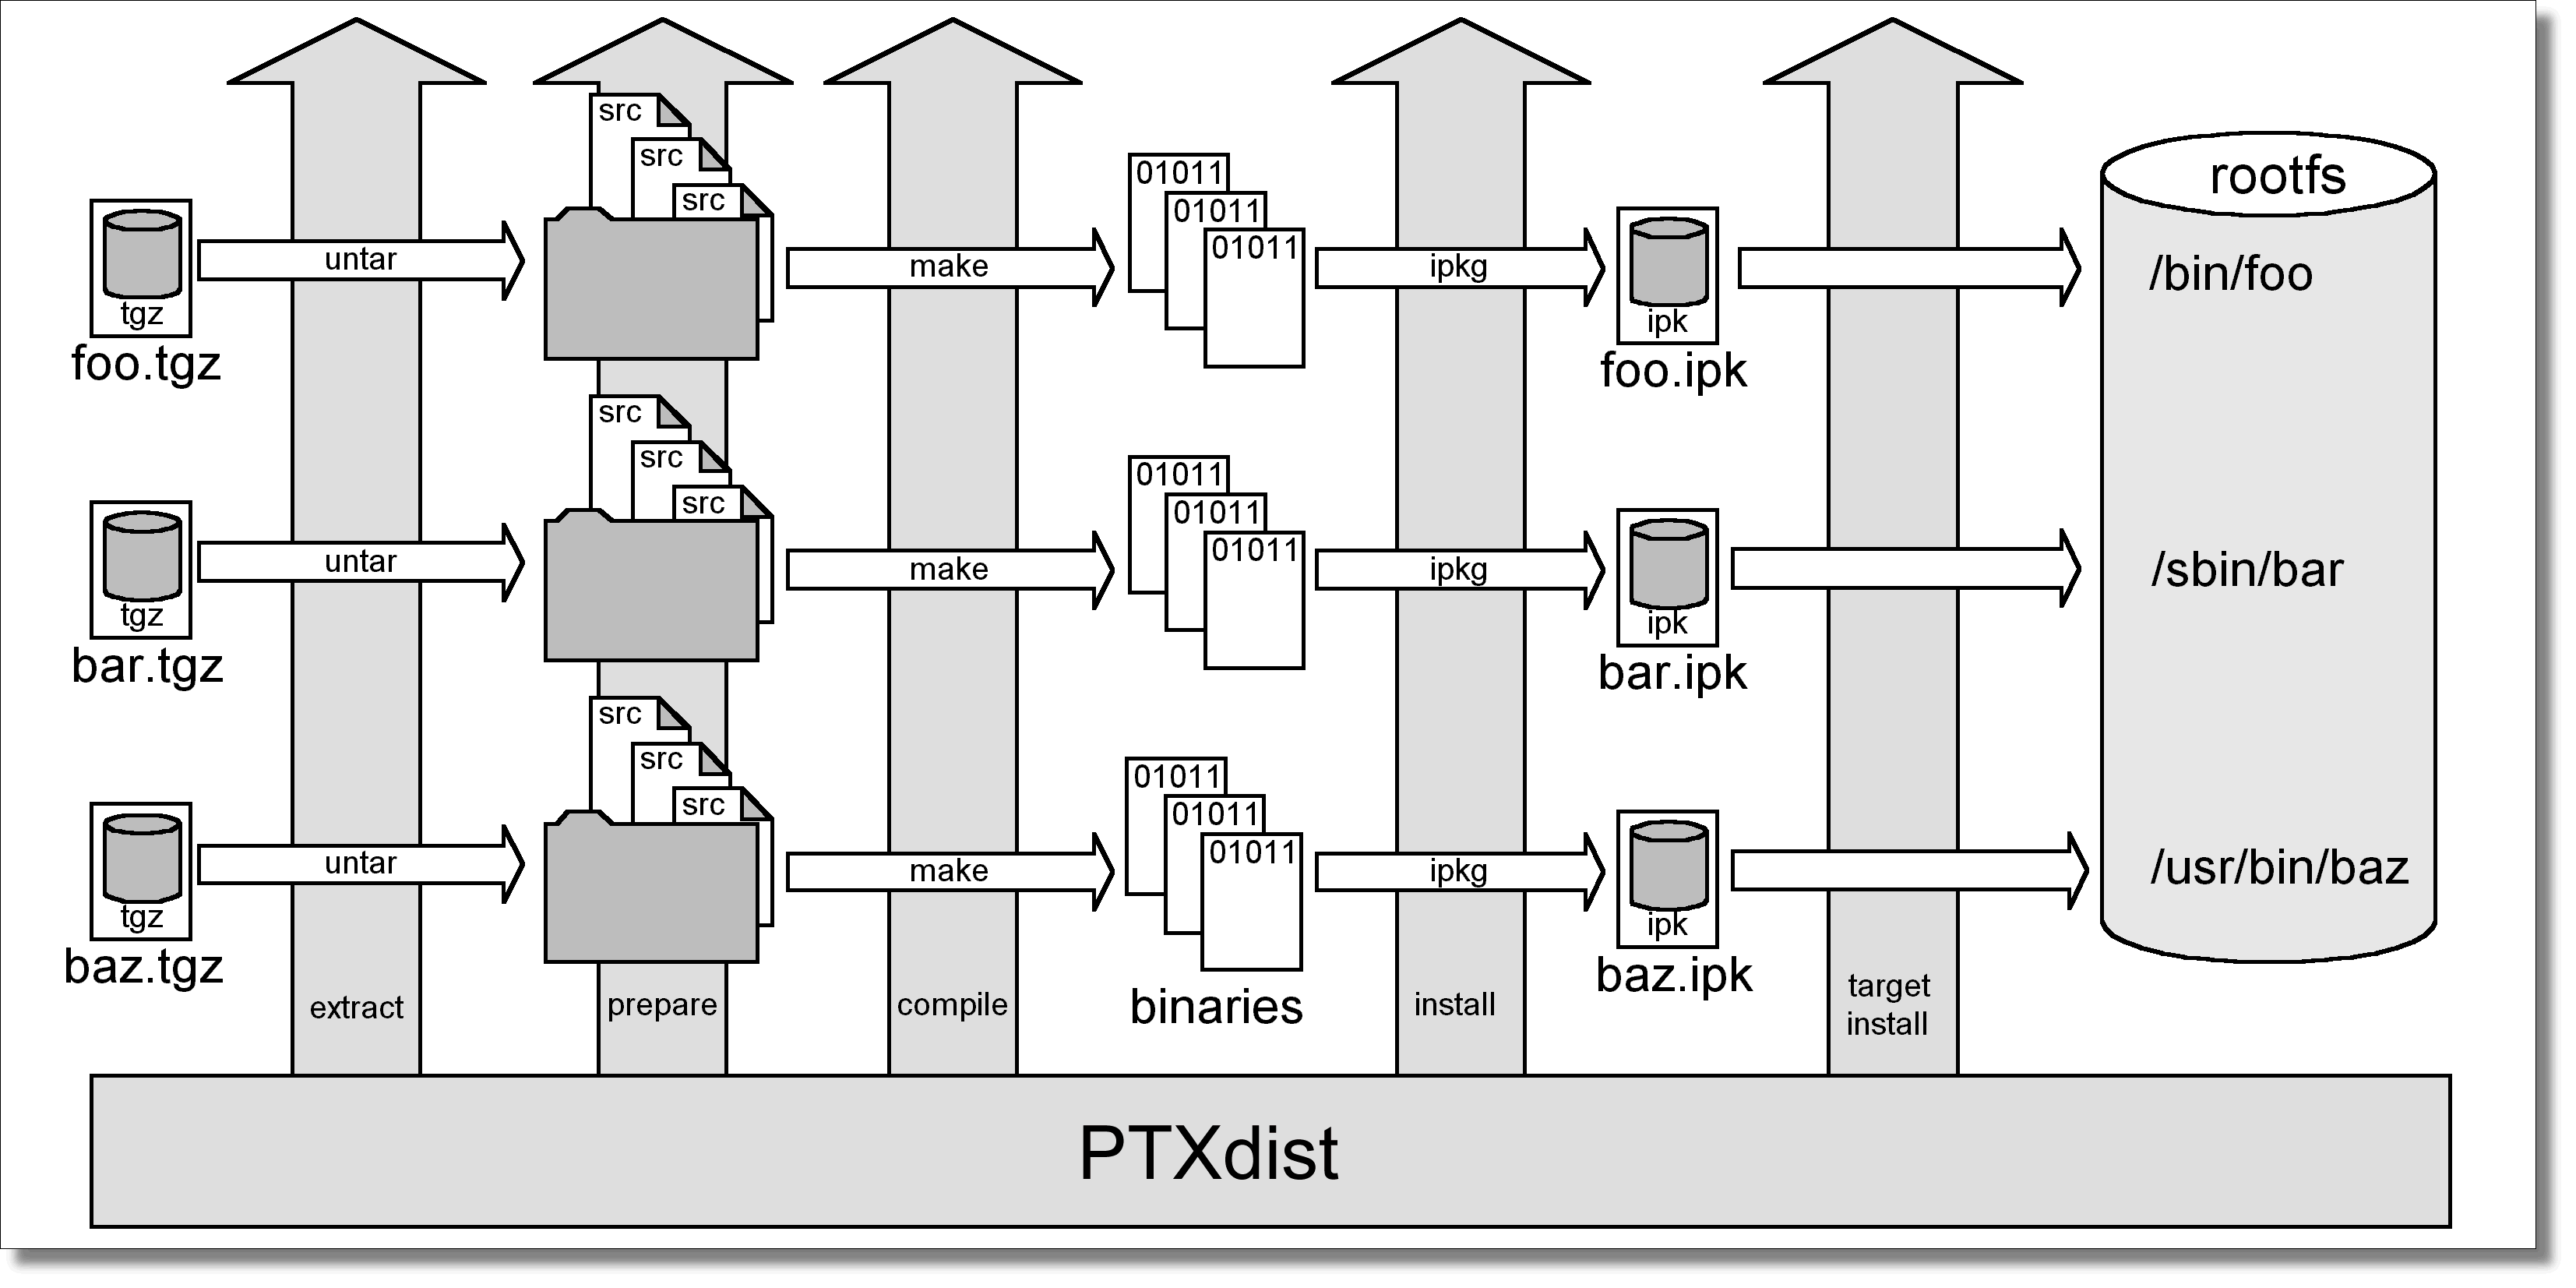 src
src
src
tgz
foo.tgz
untar
make
01011
01011
01011
ipkg
ipk
foo.ipk
rootfs
/bin/foo
src
src
src
tgz
bar.tgz
untar
make
01011
01011
01011
ipkg
ipk
bar.ipk
/sbin/bar
src
src
src
tgz
baz.tgz
untar
make
01011
01011
01011
binaries
ipkg
ipk
baz.ipk
/usr/bin/baz
extract
prepare
compile
install
target
install
PTXdist